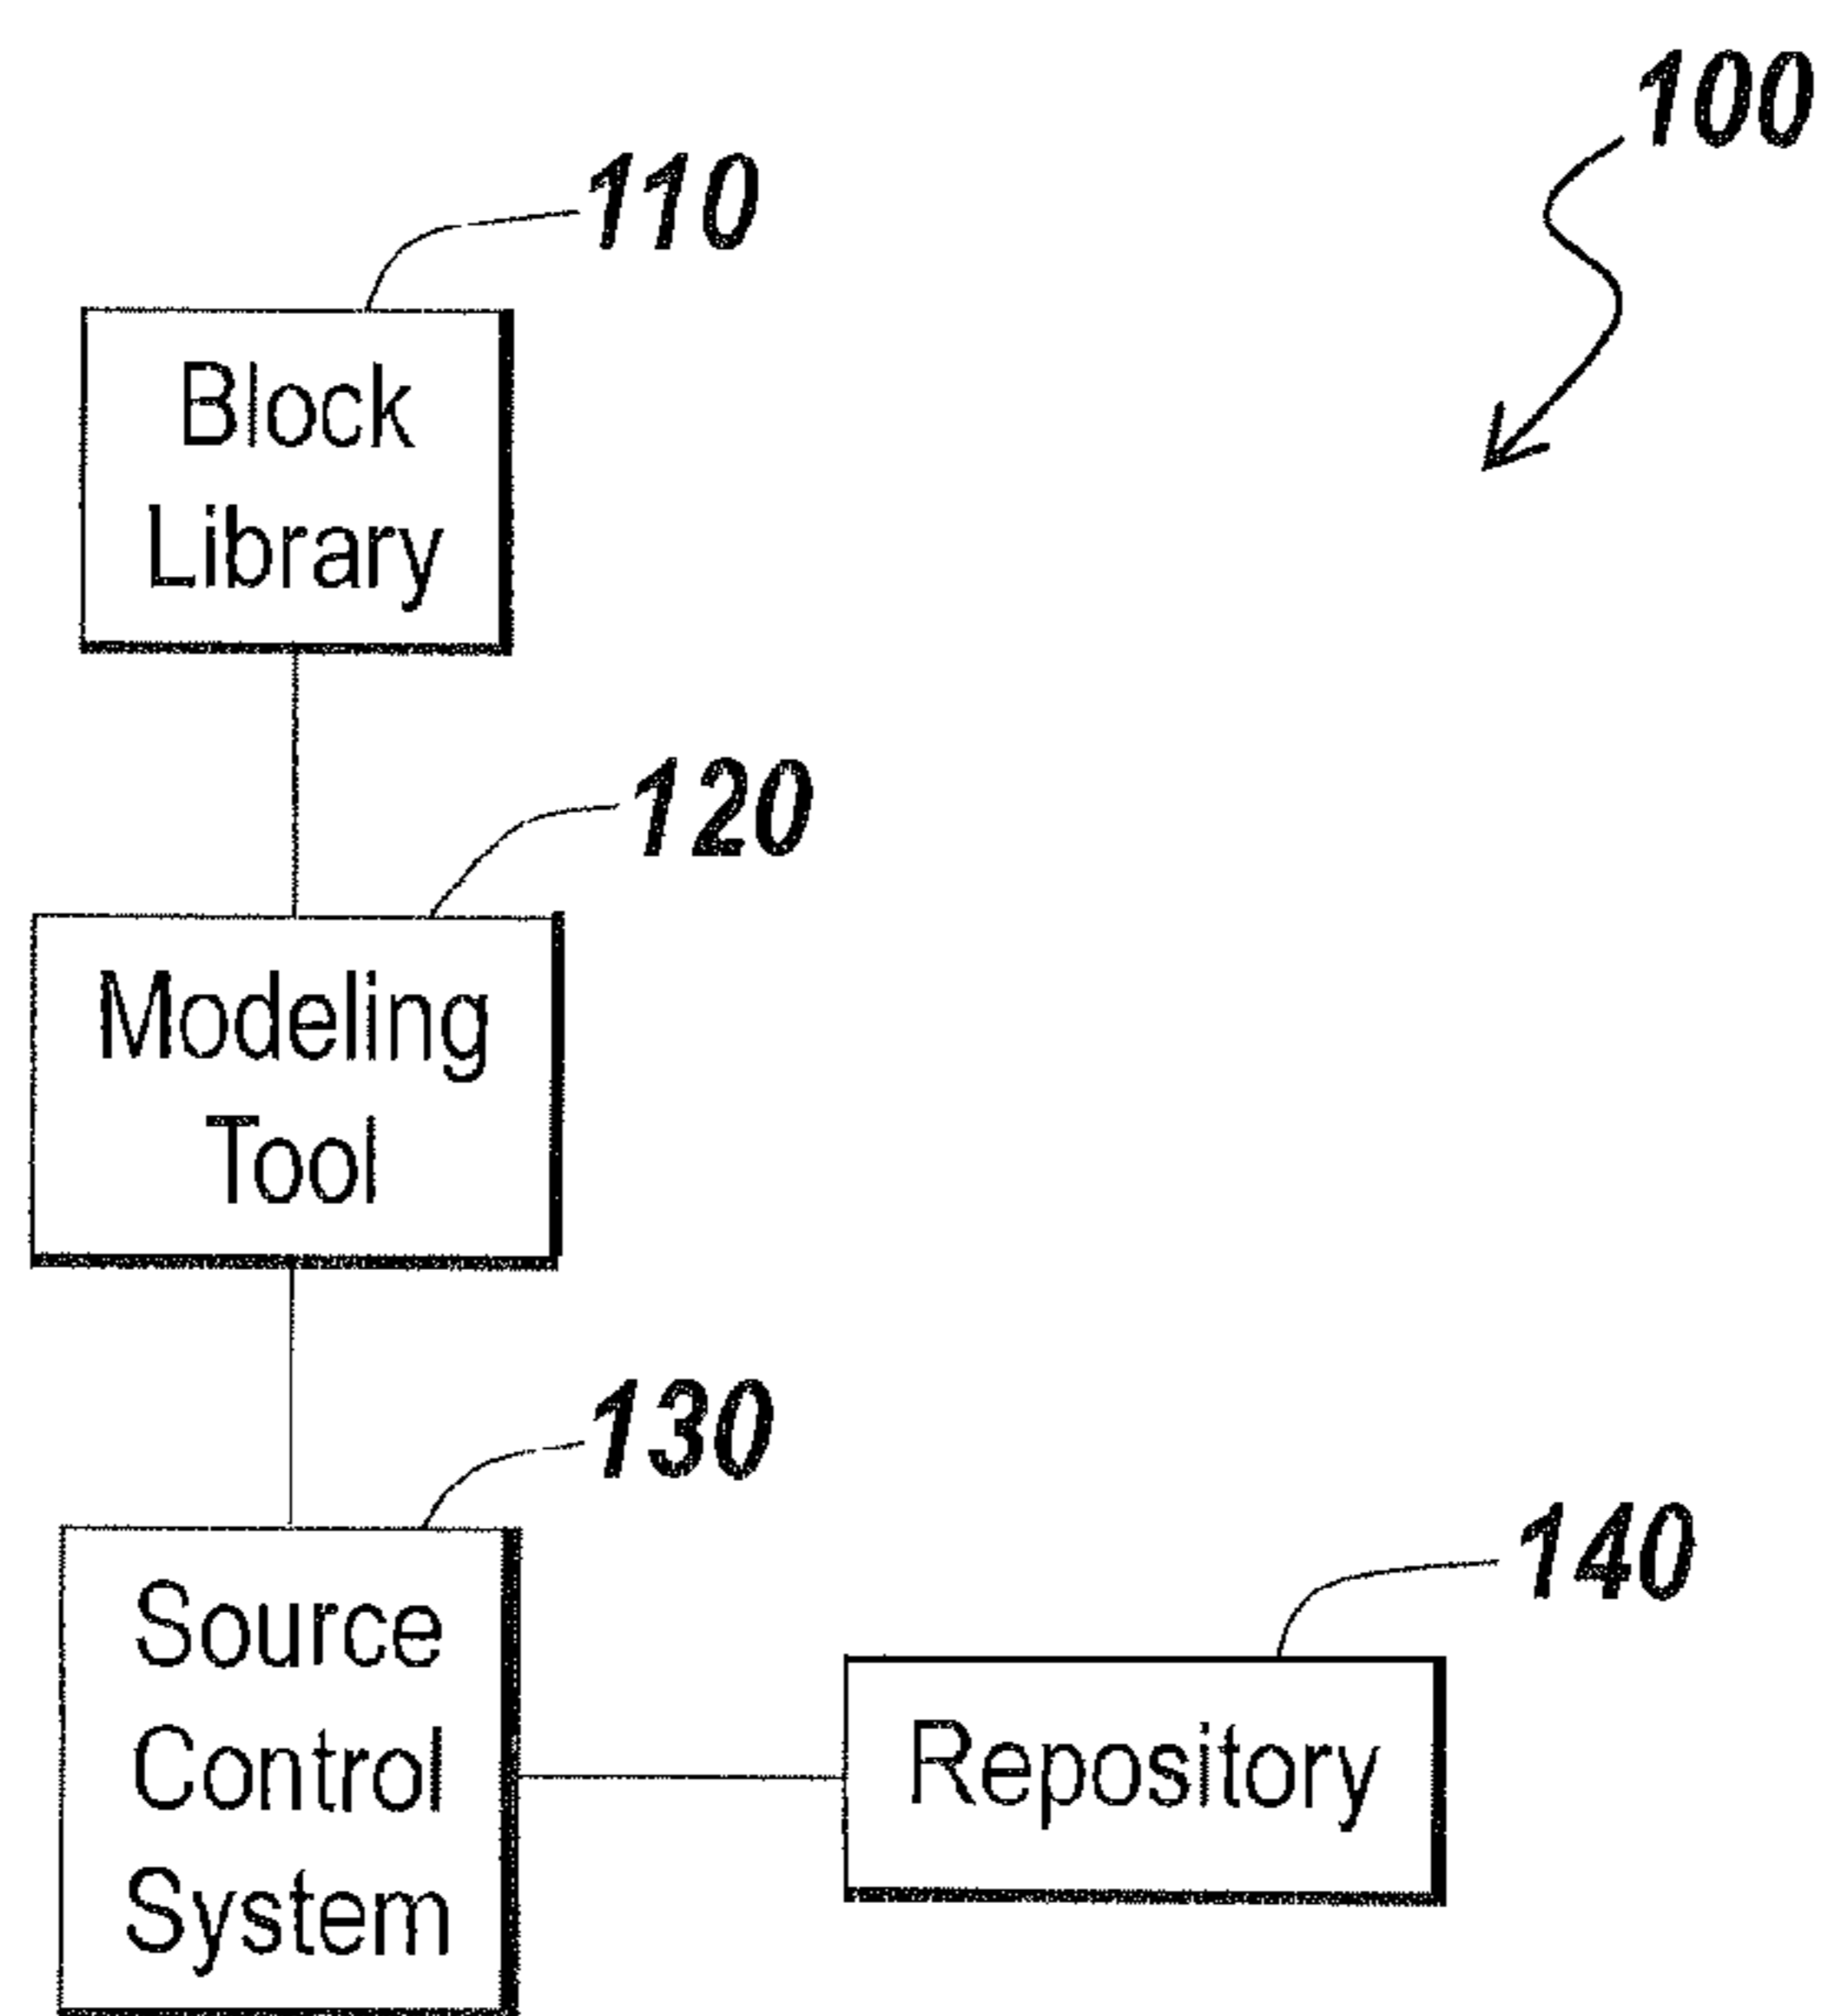 100
110
Block
Library
120
Modeling
Tool
130
Source
Control
System
140
Repository